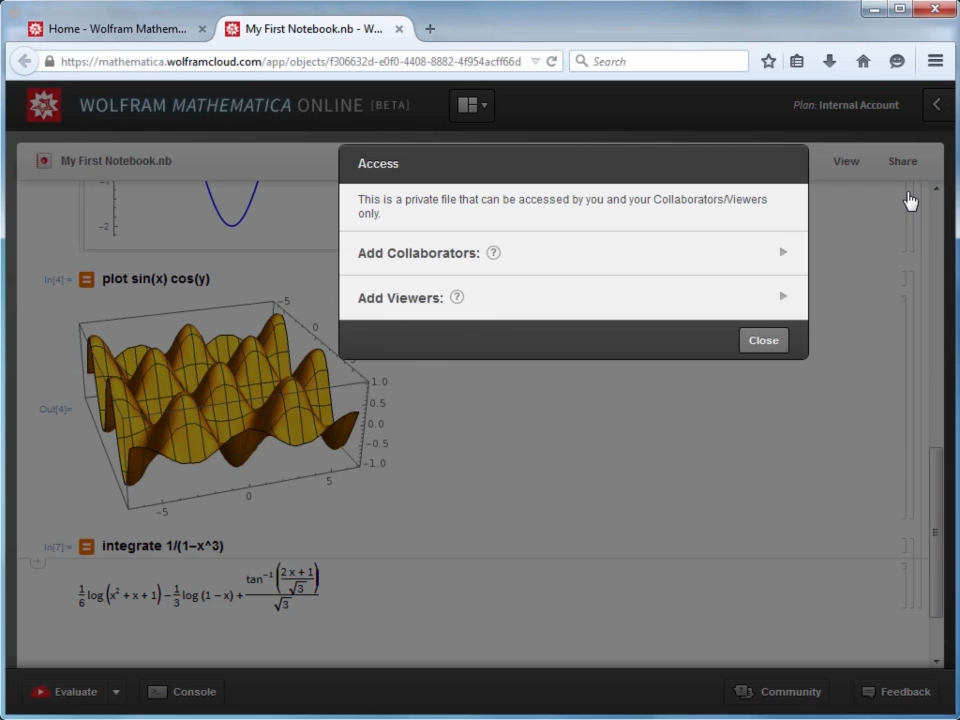 Home - Wolfram Mathem...
My First Notebook.nb - W...
https://mathematica.wolframcloud.com/app/objects/f306632d-e0f0-4408-8882-4f954acff66d
Search
WOLFRAM MATHEMATICA ONLINE (BETA)
Plan: Internal Account
My First Notebook.nb
View
Share
Access
This is a private file that can be accessed by you and your Collaborators/Viewers
only.
Add Collaborators: ?
Add Viewers: ?
Close
−2
In[4]:= plot sin(x) cos(y)
−5
0
1.0
0.5
0.0
−0.5
−1.0
Out[4]=
5
0
−5
In[7]:= integrate 1/(1−x^3)
1/6 log (x² + x + 1) − 1/3 log (1 − x) + tan⁻¹((2 x + 1)/√3)/√3
Evaluate
Console
Community
Feedback